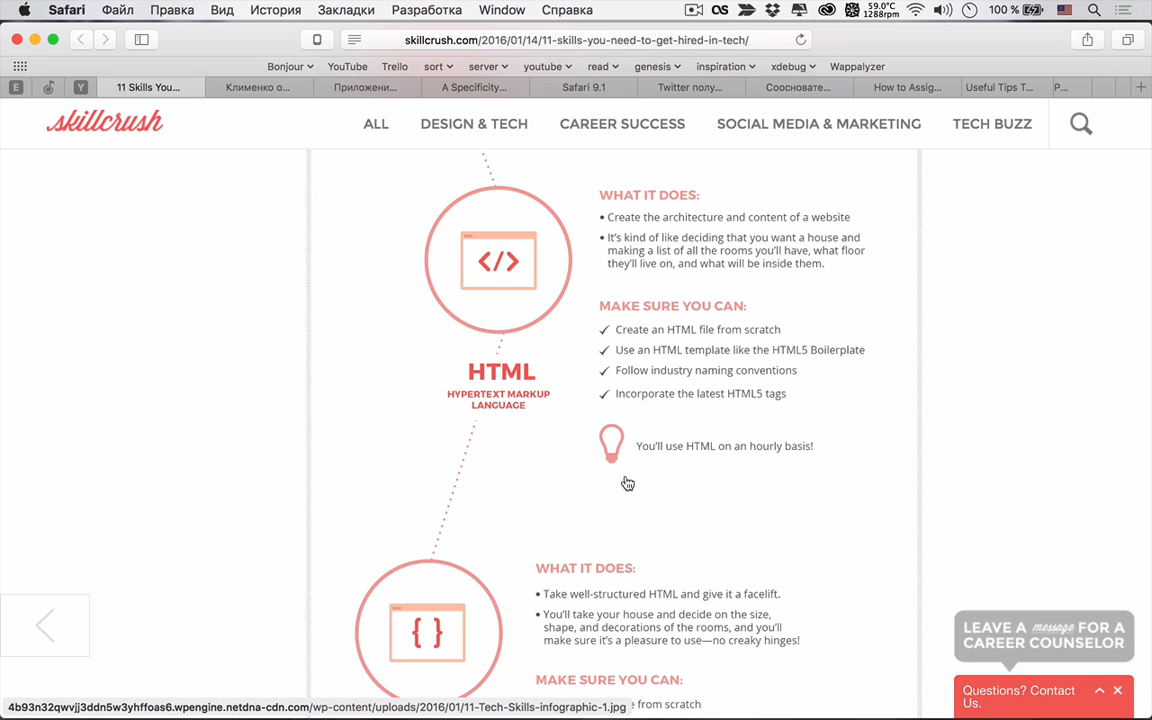 Safari Файл Правка Вид История Закладки Разработка Window Справка
59.0°C
1288rpm
100 %
skillcrush.com/2016/01/14/11-skills-you-need-to-get-hired-in-tech/
Bonjour YouTube Trello sort server youtube read genesis inspiration xdebug Wappalyzer
E Y 11 Skills You... Клименко о... Приложени... A Specificity... Safari 9.1 Twitter полу... Сооснovате... How to Assig... Useful Tips T... P...
skillcrush ALL DESIGN & TECH CAREER SUCCESS SOCIAL MEDIA & MARKETING TECH BUZZ
WHAT IT DOES:
• Create the architecture and content of a website
• It's kind of like deciding that you want a house and
making a list of all the rooms you'll have, what floor
they'll live on, and what will be inside them.
</>
MAKE SURE YOU CAN:
✓ Create an HTML file from scratch
✓ Use an HTML template like the HTML5 Boilerplate
✓ Follow industry naming conventions
✓ Incorporate the latest HTML5 tags
HTML
HYPERTEXT MARKUP
LANGUAGE
You'll use HTML on an hourly basis!
WHAT IT DOES:
• Take well-structured HTML and give it a facelift.
• You'll take your house and decide on the size,
shape, and decorations of the rooms, and you'll
make sure it's a pleasure to use—no creaky hinges!
{ }
MAKE SURE YOU CAN:
e from scratch
LEAVE A message FOR A
CAREER COUNSELOR
Questions? Contact
Us.
4b93n32qwvjj3ddn5w3yhffoas6.wpengine.netdna-cdn.com/wp-content/uploads/2016/01/11-Tech-Skills-infographic-1.jpg